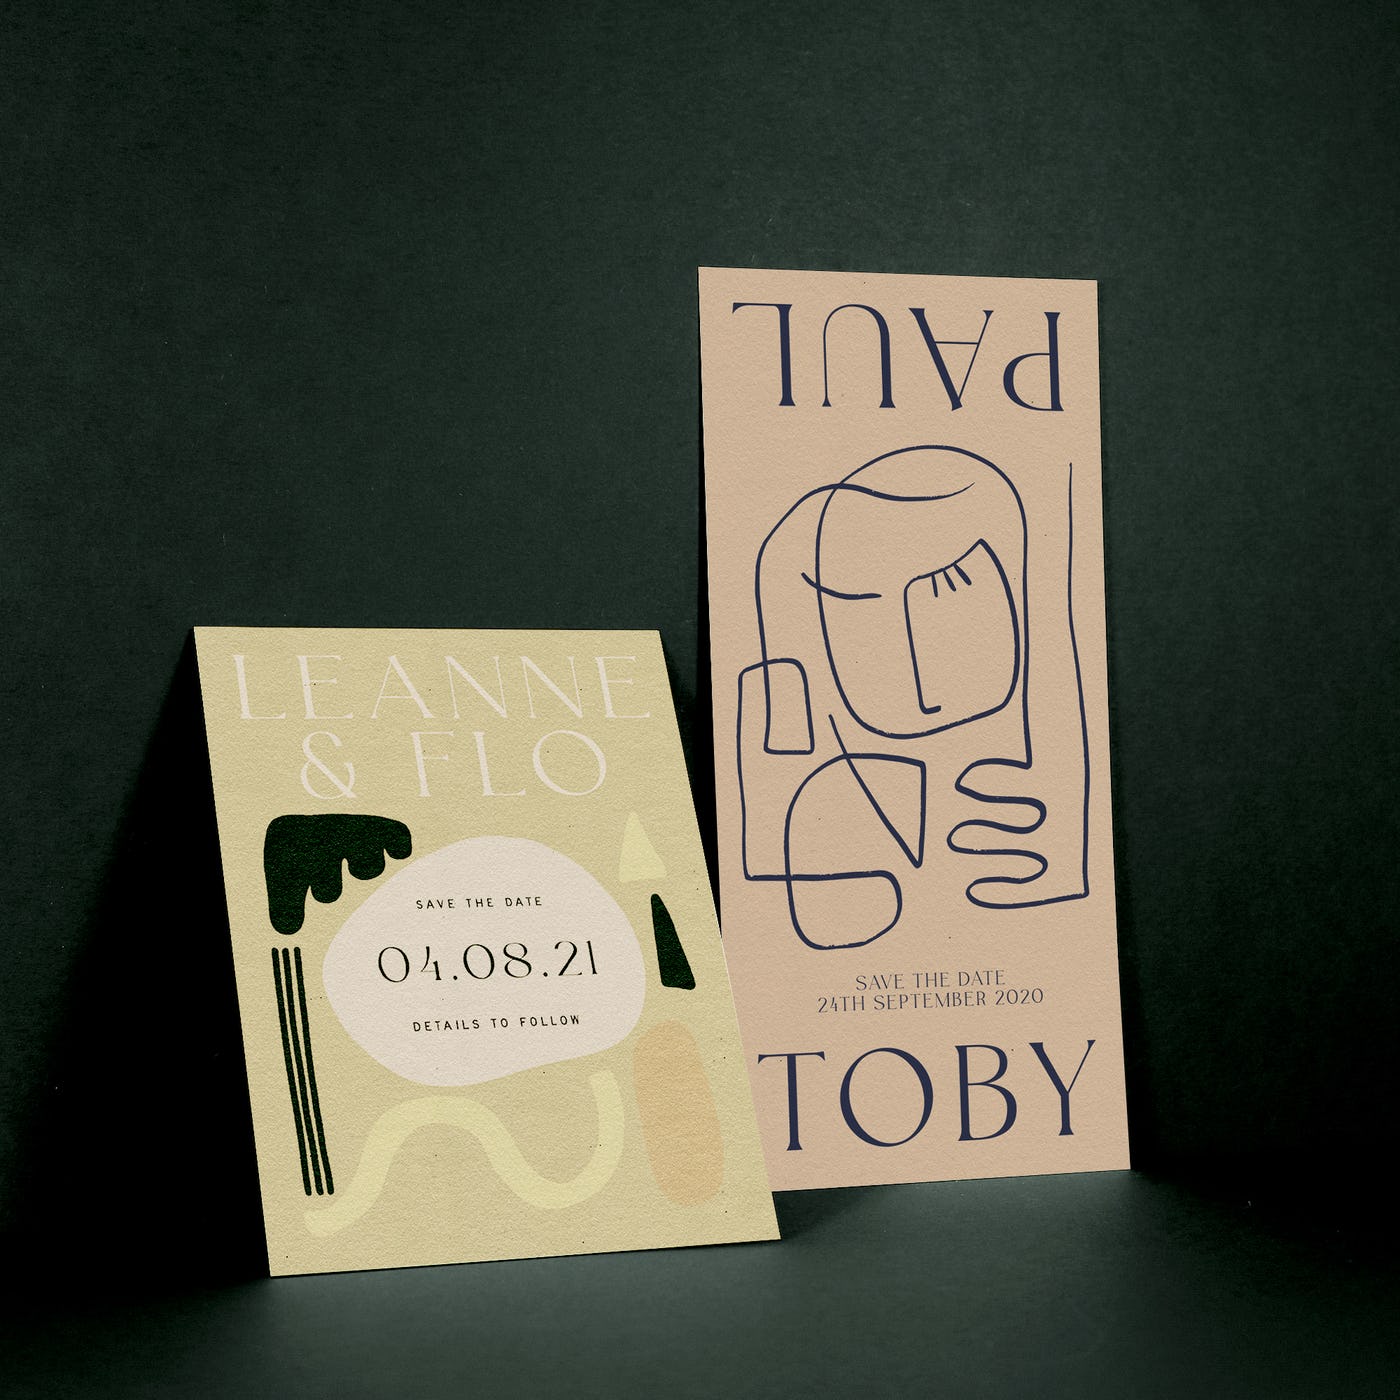 LEANNE
& FLO
SAVE THE DATE
04.08.21
DETAILS TO FOLLOW
PAUL
SAVE THE DATE
24TH SEPTEMBER 2020
TOBY